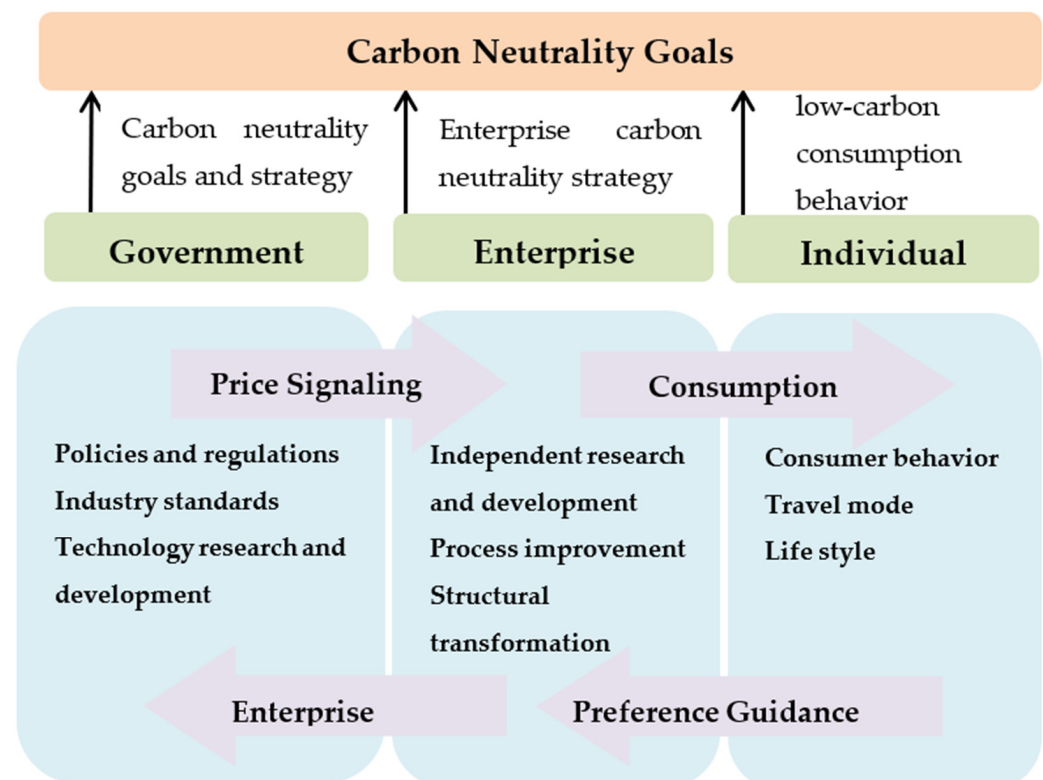 Carbon Neutrality Goals
Carbon neutrality
goals and strategy
Enterprise carbon
neutrality strategy
low-carbon
consumption
behavior
Government
Enterprise
Individual
Price Signaling
Consumption
Policies and regulations
Industry standards
Technology research and
development
Independent research
and development
Process improvement
Structural
transformation
Consumer behavior
Travel mode
Life style
Enterprise
Preference Guidance